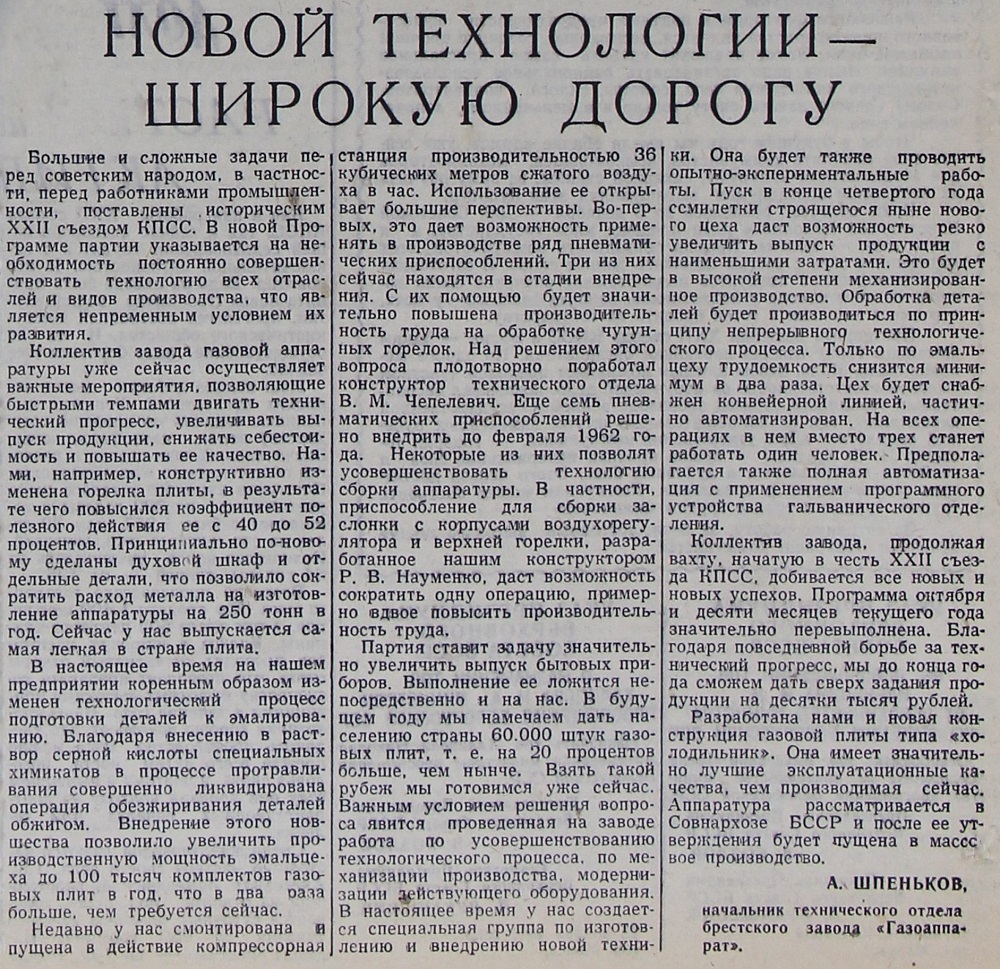 НОВОЙ ТЕХНОЛОГИИ —
ШИРОКУЮ ДОРОГУ
Большие и сложные задачи пе-
ред советским народом, в частнос-
ти, перед работниками промышлен-
ности, поставлены историческим
XXII съездом КПСС. В новой Про-
грамме партии указывается на не-
обходимость постоянно совершен-
ствовать технологию всех отрас-
лей и видов производства, что яв-
ляется непременным условием их
развития.
Коллектив завода газовой аппа-
ратуры уже сейчас осуществляет
важные мероприятия, позволяющие
быстрыми темпами двигать техни-
ческий прогресс, увеличивать вы-
пуск продукции, снижать себестои-
мость и повышать ее качество. На-
ми, например, конструктивно из-
менена горелка плиты, в результа-
те чего повысился коэффициент по-
лезного действия ее с 40 до 52
процентов. Принципиально по-ново-
му сделаны духовой шкаф и от-
дельные детали, что позволило сок-
ратить расход металла на изготов-
ление аппаратуры на 250 тонн в
год. Сейчас у нас выпускается са-
мая легкая в стране плита.
В настоящее время на нашем
предприятии коренным образом из-
менен технологический процесс
подготовки деталей к эмалирова-
нию. Благодаря внесению в раст-
вор серной кислоты специальных
химикатов в процессе протравли-
вания совершенно ликвидирована
операция обезжиривания деталей
обжигом. Внедрение этого нов-
шества позволило увеличить про-
изводственную мощность эмальце-
ха до 100 тысяч комплектов газо-
вых плит в год, что в два раза
больше, чем требуется сейчас.
Недавно у нас смонтирована и
пущена в действие компрессорная
станция производительностью 36
кубических метров сжатого возду-
ха в час. Использование ее откры-
вает большие перспективы. Во-пер-
вых, это дает возможность приме-
нять в производстве ряд пневмати-
ческих приспособлений. Три из них
сейчас находятся в стадии внедре-
ния. С их помощью будет значи-
тельно повышена производитель-
ность труда на обработке чугун-
ных горелок. Над решением этого
вопроса плодотворно поработал
конструктор технического отдела
В. М. Чепелевич. Еще семь пнев-
матических приспособлений реше-
но внедрить до февраля 1962 го-
да. Некоторые из них позволят
усовершенствовать технологию
сборки аппаратуры. В частности,
приспособление для сборки за-
слонки с корпусами воздухорегу-
лятора и верхней горелки, разра-
ботанное нашим конструктором
Р. В. Науменко, даст возможность
сократить одну операцию, пример-
но вдвое повысить производитель-
ность труда.
Партия ставит задачу значитель-
но увеличить выпуск бытовых при-
боров. Выполнение ее ложится не-
посредственно и на нас. В буду-
щем году мы намечаем дать на-
селению страны 60.000 штук газо-
вых плит, т. е. на 20 процентов
больше, чем нынче. Взять такой
рубеж мы готовимся уже сейчас.
Важным условием решения вопро-
са явится проведенная на заводе
работа по усовершенствованию
технологического процесса, по ме-
ханизации производства, модерни-
зации действующего оборудования.
В настоящее время у нас создает-
ся специальная группа по изготов-
лению и внедрению новой техни-
ки. Она будет также проводить
опытно-экспериментальные рабо-
ты. Пуск в конце четвертого года
ссмилетки строящегося ныне ново-
го цеха даст возможность резко
увеличить выпуск продукции с
наименьшими затратами. Это будет
в высокой степени механизирован-
ное производство. Обработка дета-
лей будет производиться по прин-
ципу непрерывного технологиче-
ского процесса. Только по эмаль-
цеху трудоемкость снизится мини-
мум в два раза. Цех будет снаб-
жен конвейерной линией, частич-
но автоматизирован. На всех опе-
рациях в нем вместо трех станет
работать один человек. Предпола-
гается также полная автоматиза-
ция с применением программного
устройства гальванического отде-
ления.
Коллектив завода, продолжая
вахту, начатую в честь XXII съез-
да КПСС, добивается все новых и
новых успехов. Программа октября
и десяти месяцев текущего года
значительно перевыполнена. Бла-
годаря повседневной борьбе за тех-
нический прогресс, мы до конца го-
да сможем дать сверх задания про-
дукции на десятки тысяч рублей.
Разработана нами и новая кон-
струкция газовой плиты типа «хо-
лодильник». Она имеет значитель-
но лучшие эксплуатационные ка-
чества, чем производимая сейчас.
Аппаратура рассматривается в
Совнархозе БССР и после ее ут-
верждения будет пущена в массс
вое производство.
А. ШПЕНЬКОВ,
начальник технического отдела
брестского завода «Газоаппа-
рат».